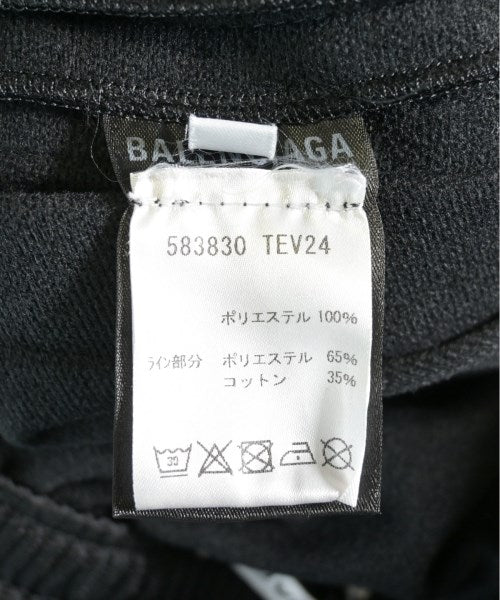 BALENCIAGA
583830 TEV24
ポリエステル 100%
ライン部分 ポリエステル 65%
コットン 35%
30